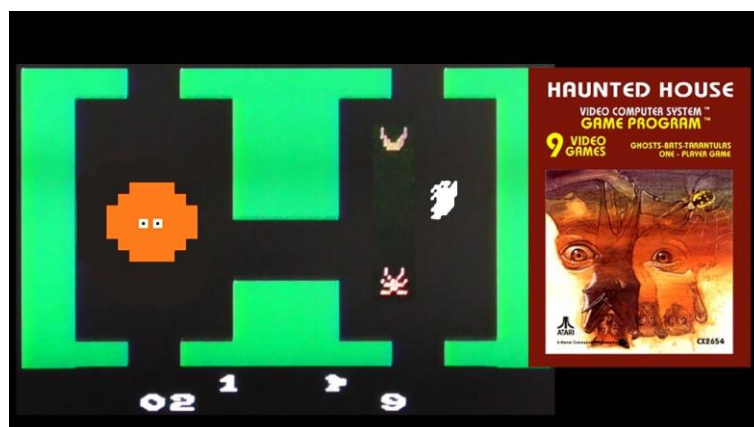 HAUNTED HOUSE
VIDEO COMPUTER SYSTEM™
GAME PROGRAM™
9 VIDEO GAMES
GHOSTS-BATS-TARANTULAS
ONE - PLAYER GAME
ATARI
CX2654
02 1 9